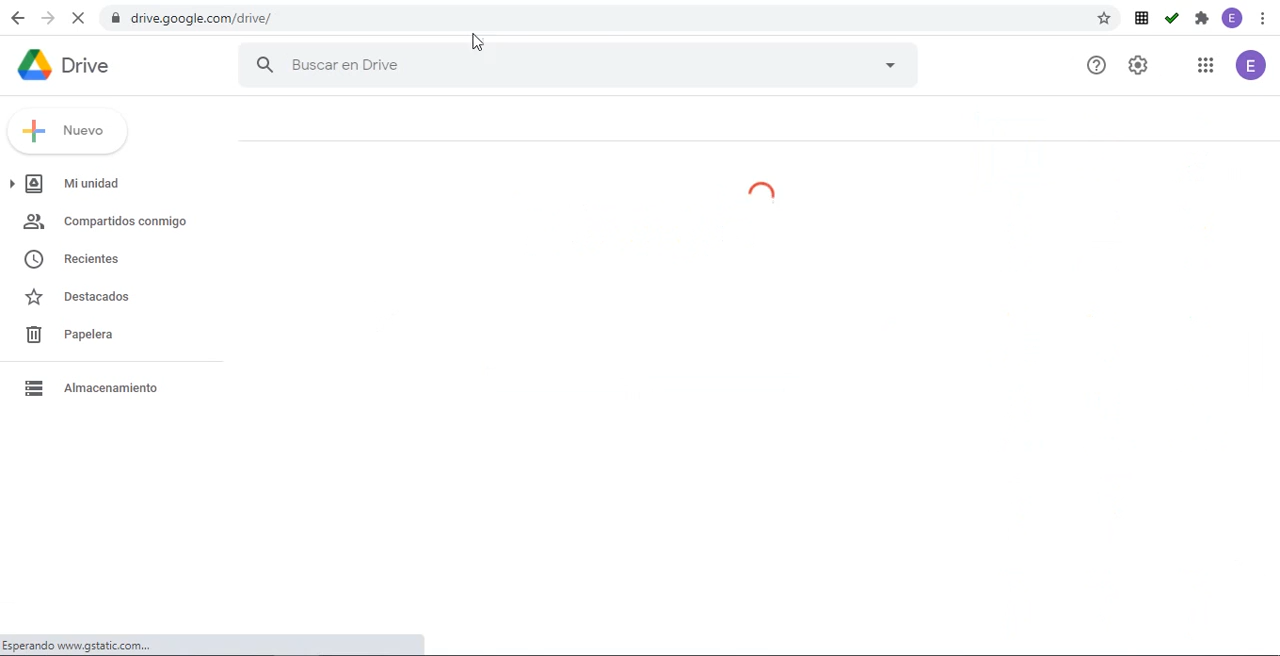 drive.google.com/drive/
E
Drive
Buscar en Drive
E
Nuevo
Mi unidad
Compartidos conmigo
Recientes
Destacados
Papelera
Almacenamiento
Esperando www.gstatic.com...